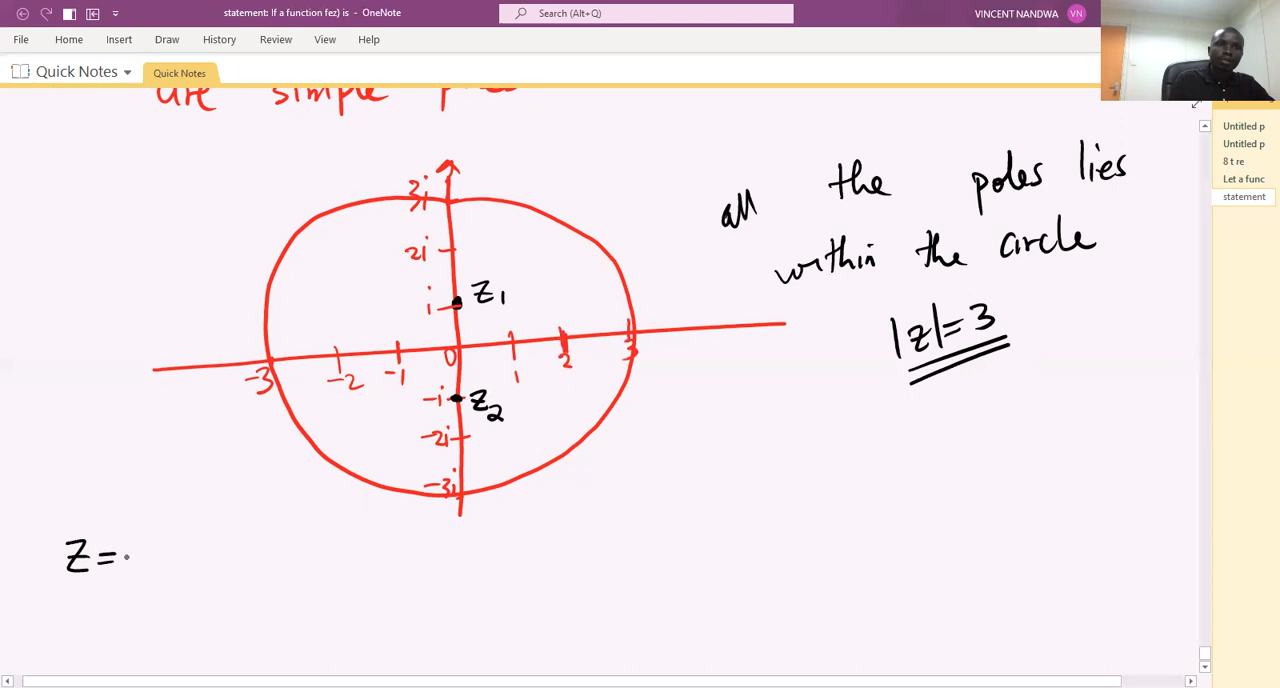 statement: If a function fez) is - OneNote
Search (Alt+Q)
VINCENT NANDWA
VN
File Home Insert Draw History Review View Help
Quick Notes
Quick Notes
are simple
Untitled p
Untitled p
8 t re
Let a func
statement
all the poles lies
within the circle
|z|=3
3i
2i
i
z1
-3 -2 -1 0 1 2 3
-i
z2
-2i
-3i
z=